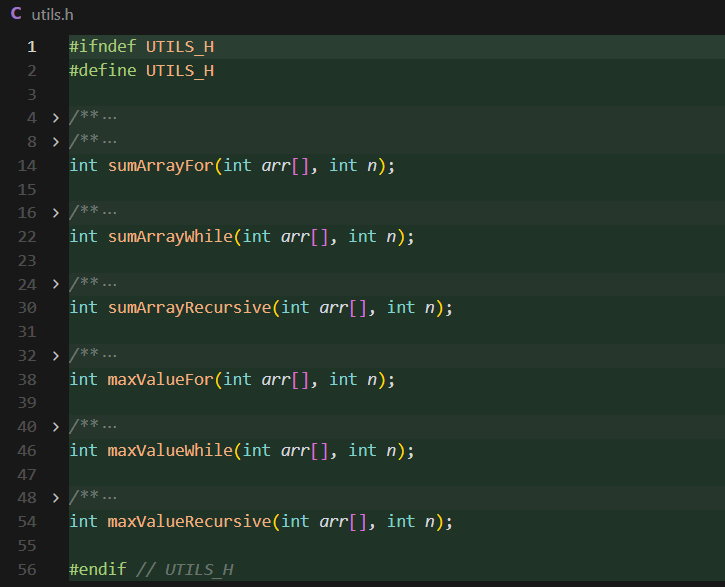 C utils.h
1 #ifndef UTILS_H
2 #define UTILS_H
3
4 > /** ···
8 > /** ···
14 int sumArrayFor(int arr[], int n);
15
16 > /** ···
22 int sumArrayWhile(int arr[], int n);
23
24 > /** ···
30 int sumArrayRecursive(int arr[], int n);
31
32 > /** ···
38 int maxValueFor(int arr[], int n);
39
40 > /** ···
46 int maxValueWhile(int arr[], int n);
47
48 > /** ···
54 int maxValueRecursive(int arr[], int n);
55
56 #endif // UTILS_H